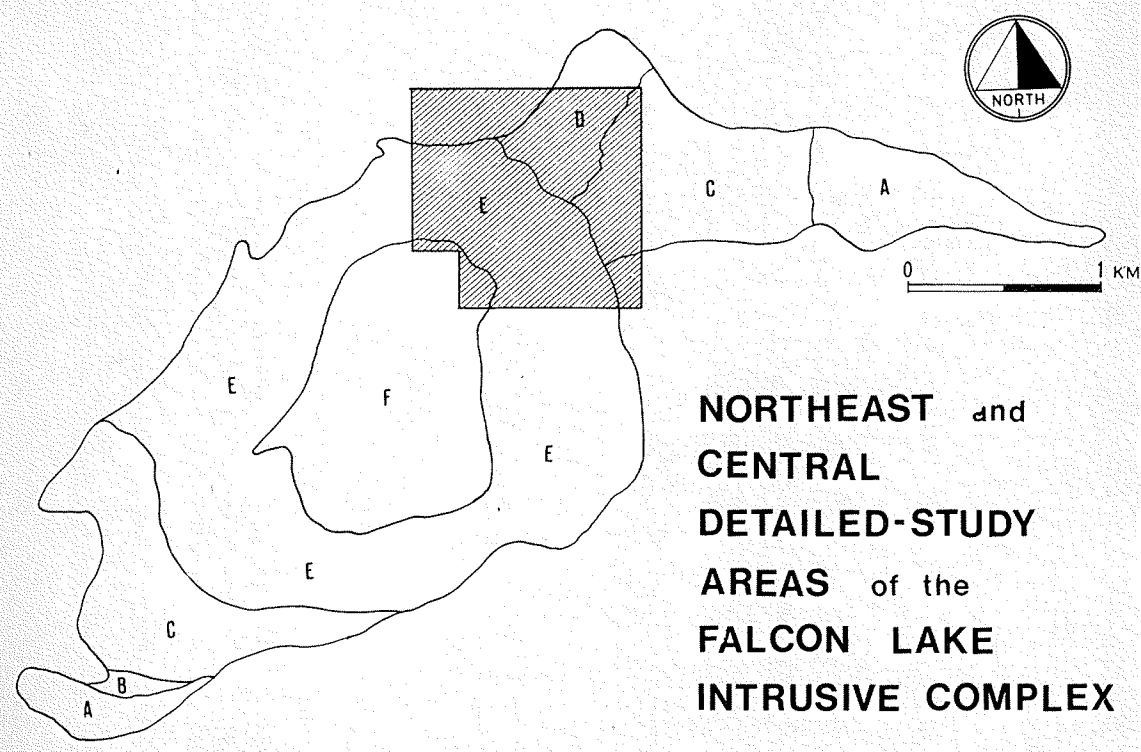 NORTH
D
C
A
E
0 1 KM
E
F
E
E
C
B
A
NORTHEAST and
CENTRAL
DETAILED-STUDY
AREAS of the
FALCON LAKE
INTRUSIVE COMPLEX